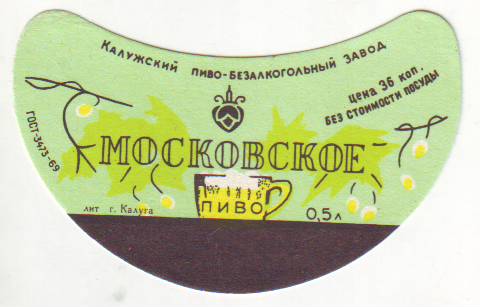 Калужский пиво-безалкогольный завод
цена 36 коп.
без стоимости посуды
ГОСТ-3473-69
МОСКОВСКОЕ
ПИВО
0,5 л
лит г. Калуга